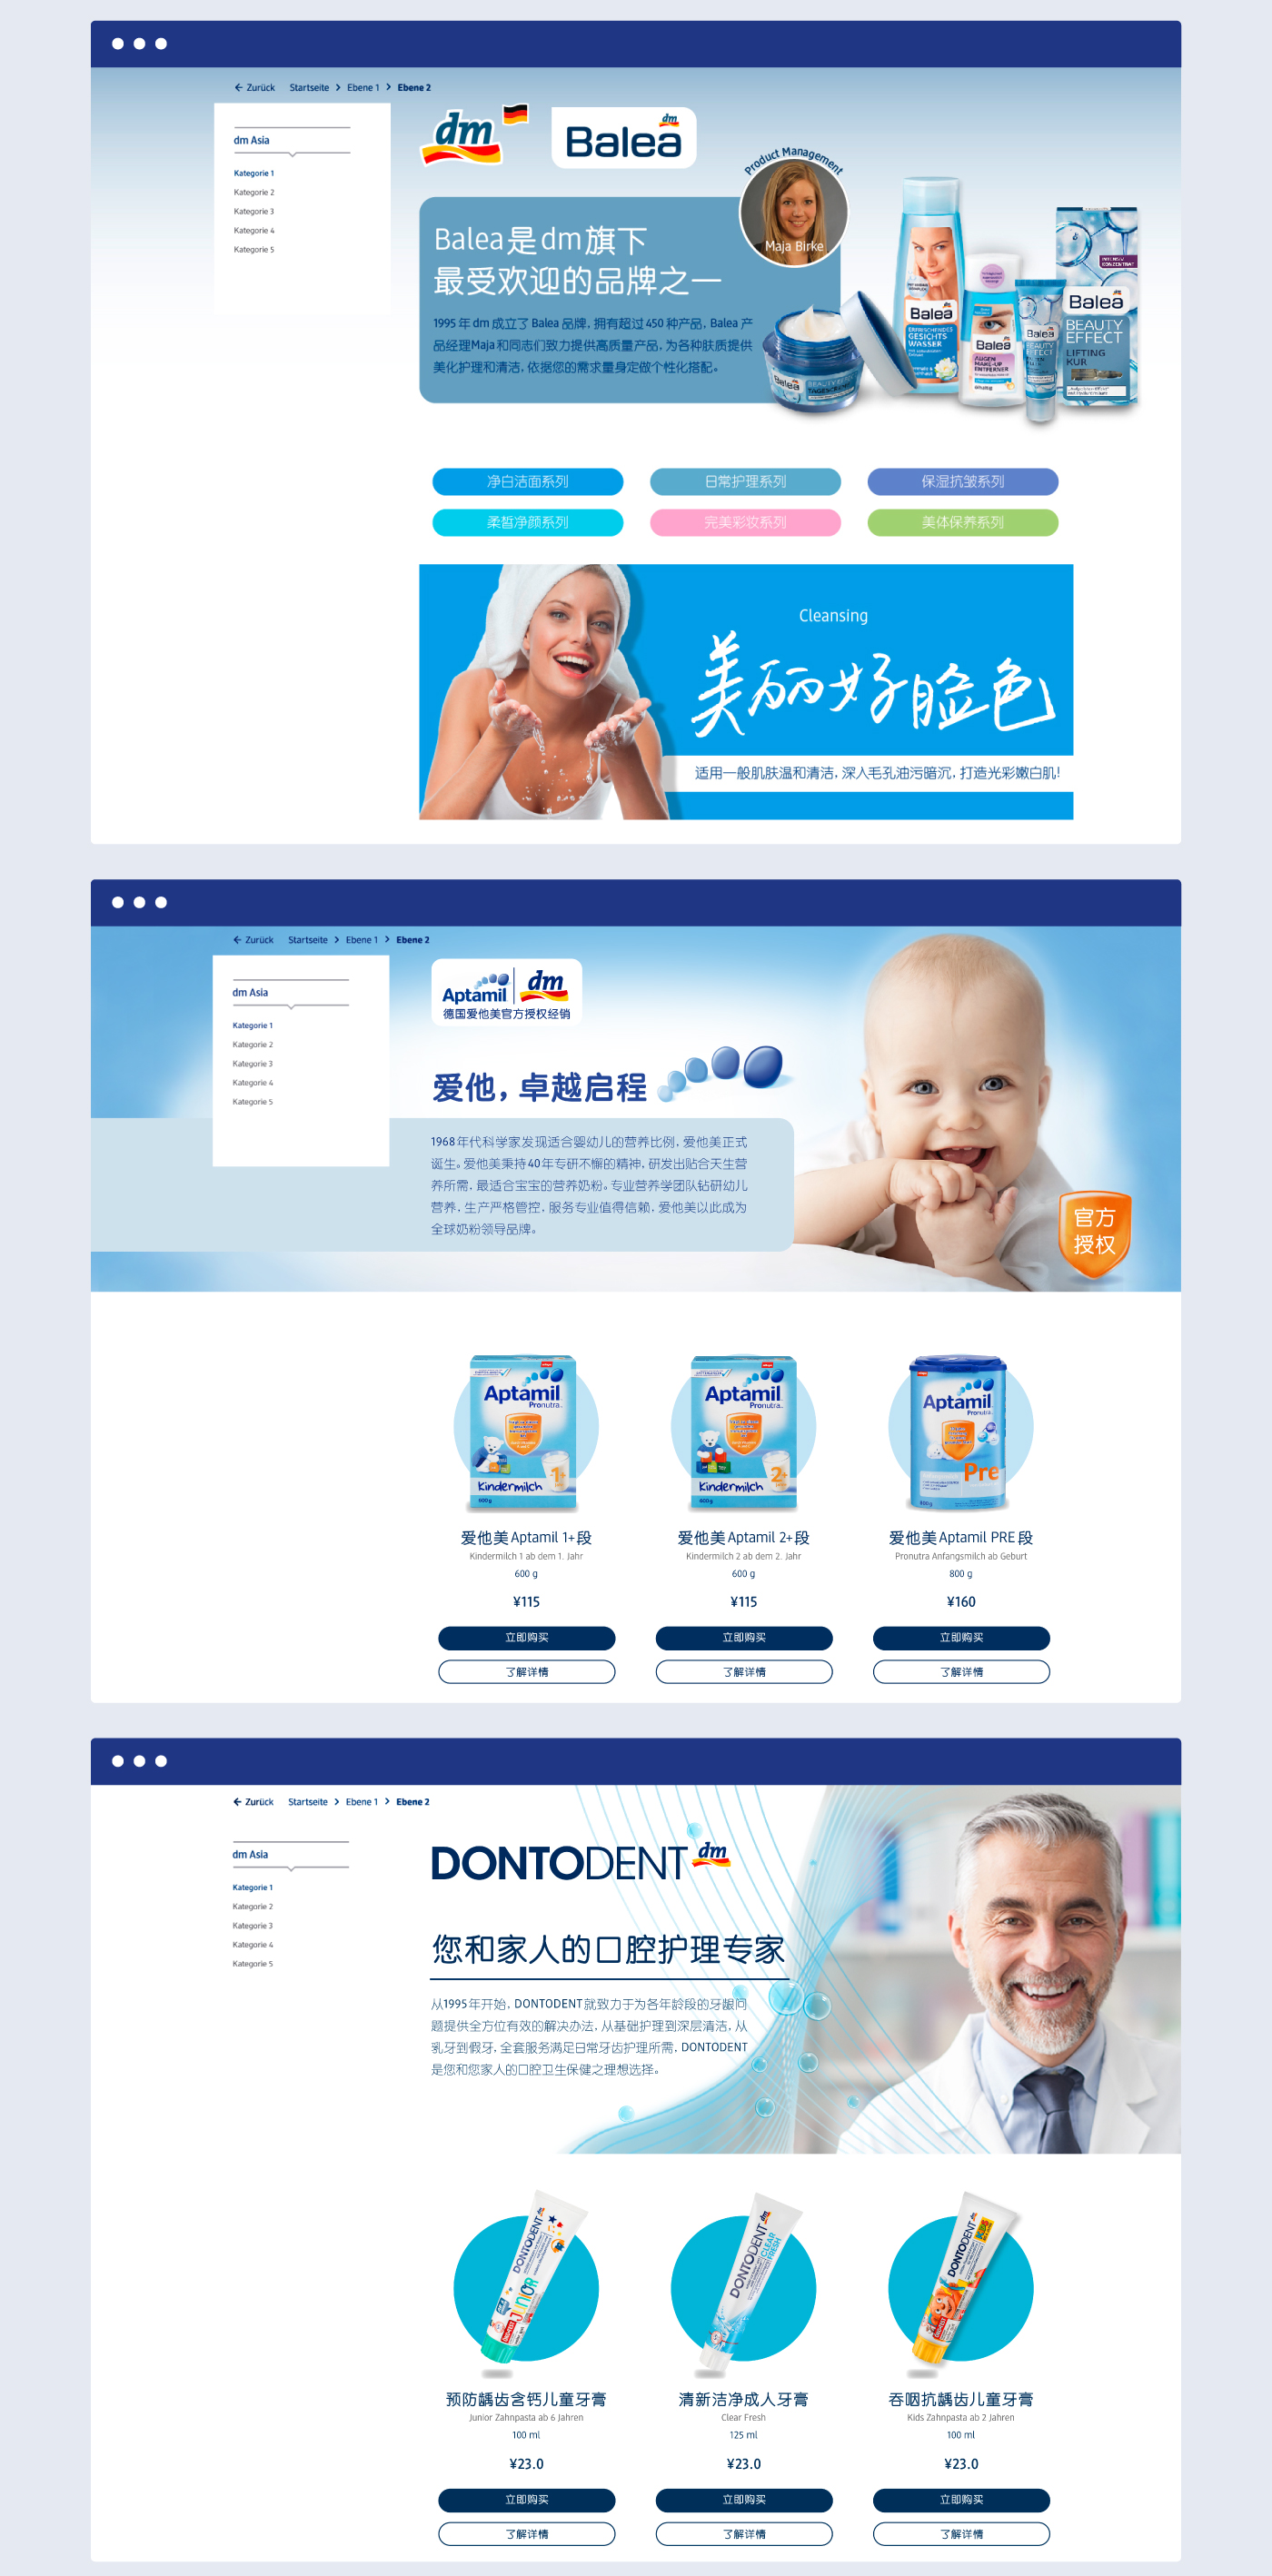 Zurück Startseite Ebene 1 Ebene 2
dm Asia
Kategorie 1
Kategorie 2
Kategorie 3
Kategorie 4
Kategorie 5
dm
dm
Balea
Product Management
Maja Birke
Balea是dm旗下
最受欢迎的品牌之一
1995 年 dm 成立了 Balea 品牌, 拥有超过 450 种产品, Balea 产
品经理Maja 和同志们致力提供高质量产品, 为各种肤质提供
美化护理和清洁, 依据您的需求量身定做个性化搭配。
Balea
BEAUTY EFFECT
TAGESCREME
Balea
ERFRISCHENDES
GESICHTS
WASSER
Balea
AUGEN
MAKE-UP
ENTFERNER
Balea
BEAUTY
EFFECT
INTENSIV
KONZENTRAT
Balea
BEAUTY
EFFECT
LIFTING
KUR
净白洁面系列
日常护理系列
保湿抗皱系列
柔皙净颜系列
完美彩妆系列
美体保养系列
Cleansing
美丽好脸色
适用一般肌肤温和清洁, 深入毛孔油污暗沉, 打造光彩嫩白肌!
Zurück Startseite Ebene 1 Ebene 2
dm Asia
Kategorie 1
Kategorie 2
Kategorie 3
Kategorie 4
Kategorie 5
Aptamil dm
德国爱他美官方授权经销
爱他, 卓越启程
1968 年代科学家发现适合婴幼儿的营养比例, 爱他美正式
诞生。爱他美秉持 40 年专研不懈的精神, 研发出贴合天生营
养所需, 最适合宝宝的营养奶粉。专业营养学团队钻研幼儿
营养, 生产严格管控, 服务专业值得信赖, 爱他美以此成为
全球奶粉领导品牌。
官方
授权
Aptamil
Pronutra
1+
Kindermilch
600g
Aptamil
Pronutra
2+
Kindermilch
600g
Aptamil
Pronutra
Pre
800g
爱他美 Aptamil 1+ 段
Kindermilch 1 ab dem 1. Jahr
600 g
¥115
立即购买
了解详情
爱他美 Aptamil 2+ 段
Kindermilch 2 ab dem 2. Jahr
600 g
¥115
立即购买
了解详情
爱他美 Aptamil PRE 段
Pronutra Anfangsmilch ab Geburt
800 g
¥160
立即购买
了解详情
Zurück Startseite Ebene 1 Ebene 2
dm Asia
Kategorie 1
Kategorie 2
Kategorie 3
Kategorie 4
Kategorie 5
DONTODENT dm
您和家人的口腔护理专家
从1995 年开始, DONTODENT 就致力于为各年龄段的牙龈问
题提供全方位有效的解决办法, 从基础护理到深层清洁, 从
乳牙到假牙, 全套服务满足日常牙齿护理所需, DONTODENT
是您和您家人的口腔卫生保健之理想选择。
DONTODENT
JUNIOR
DONTODENT
CLEAR
FRESH
DONTODENT
KIDS
预防龋齿含钙儿童牙膏
Junior Zahnpasta ab 6 Jahren
100 ml
¥23.0
立即购买
了解详情
清新洁净成人牙膏
Clear Fresh
125 ml
¥23.0
立即购买
了解详情
吞咽抗龋齿儿童牙膏
Kids Zahnpasta ab 2 Jahren
100 ml
¥23.0
立即购买
了解详情